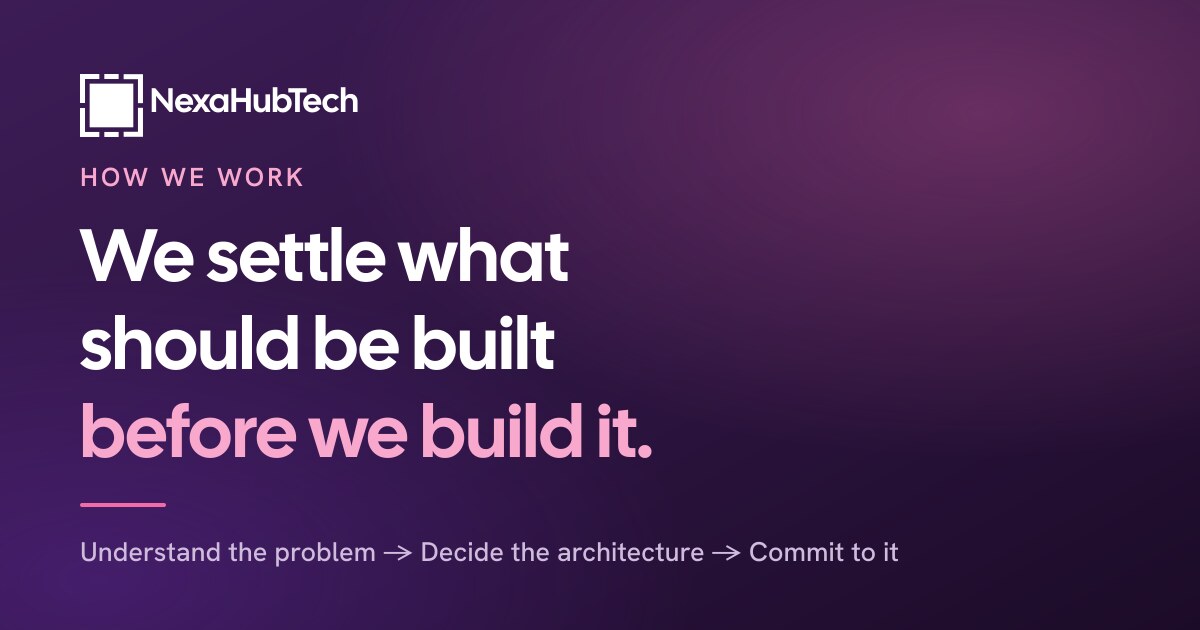 NexaHubTech
HOW WE WORK
We settle what
should be built
before we build it.
Understand the problem → Decide the architecture → Commit to it